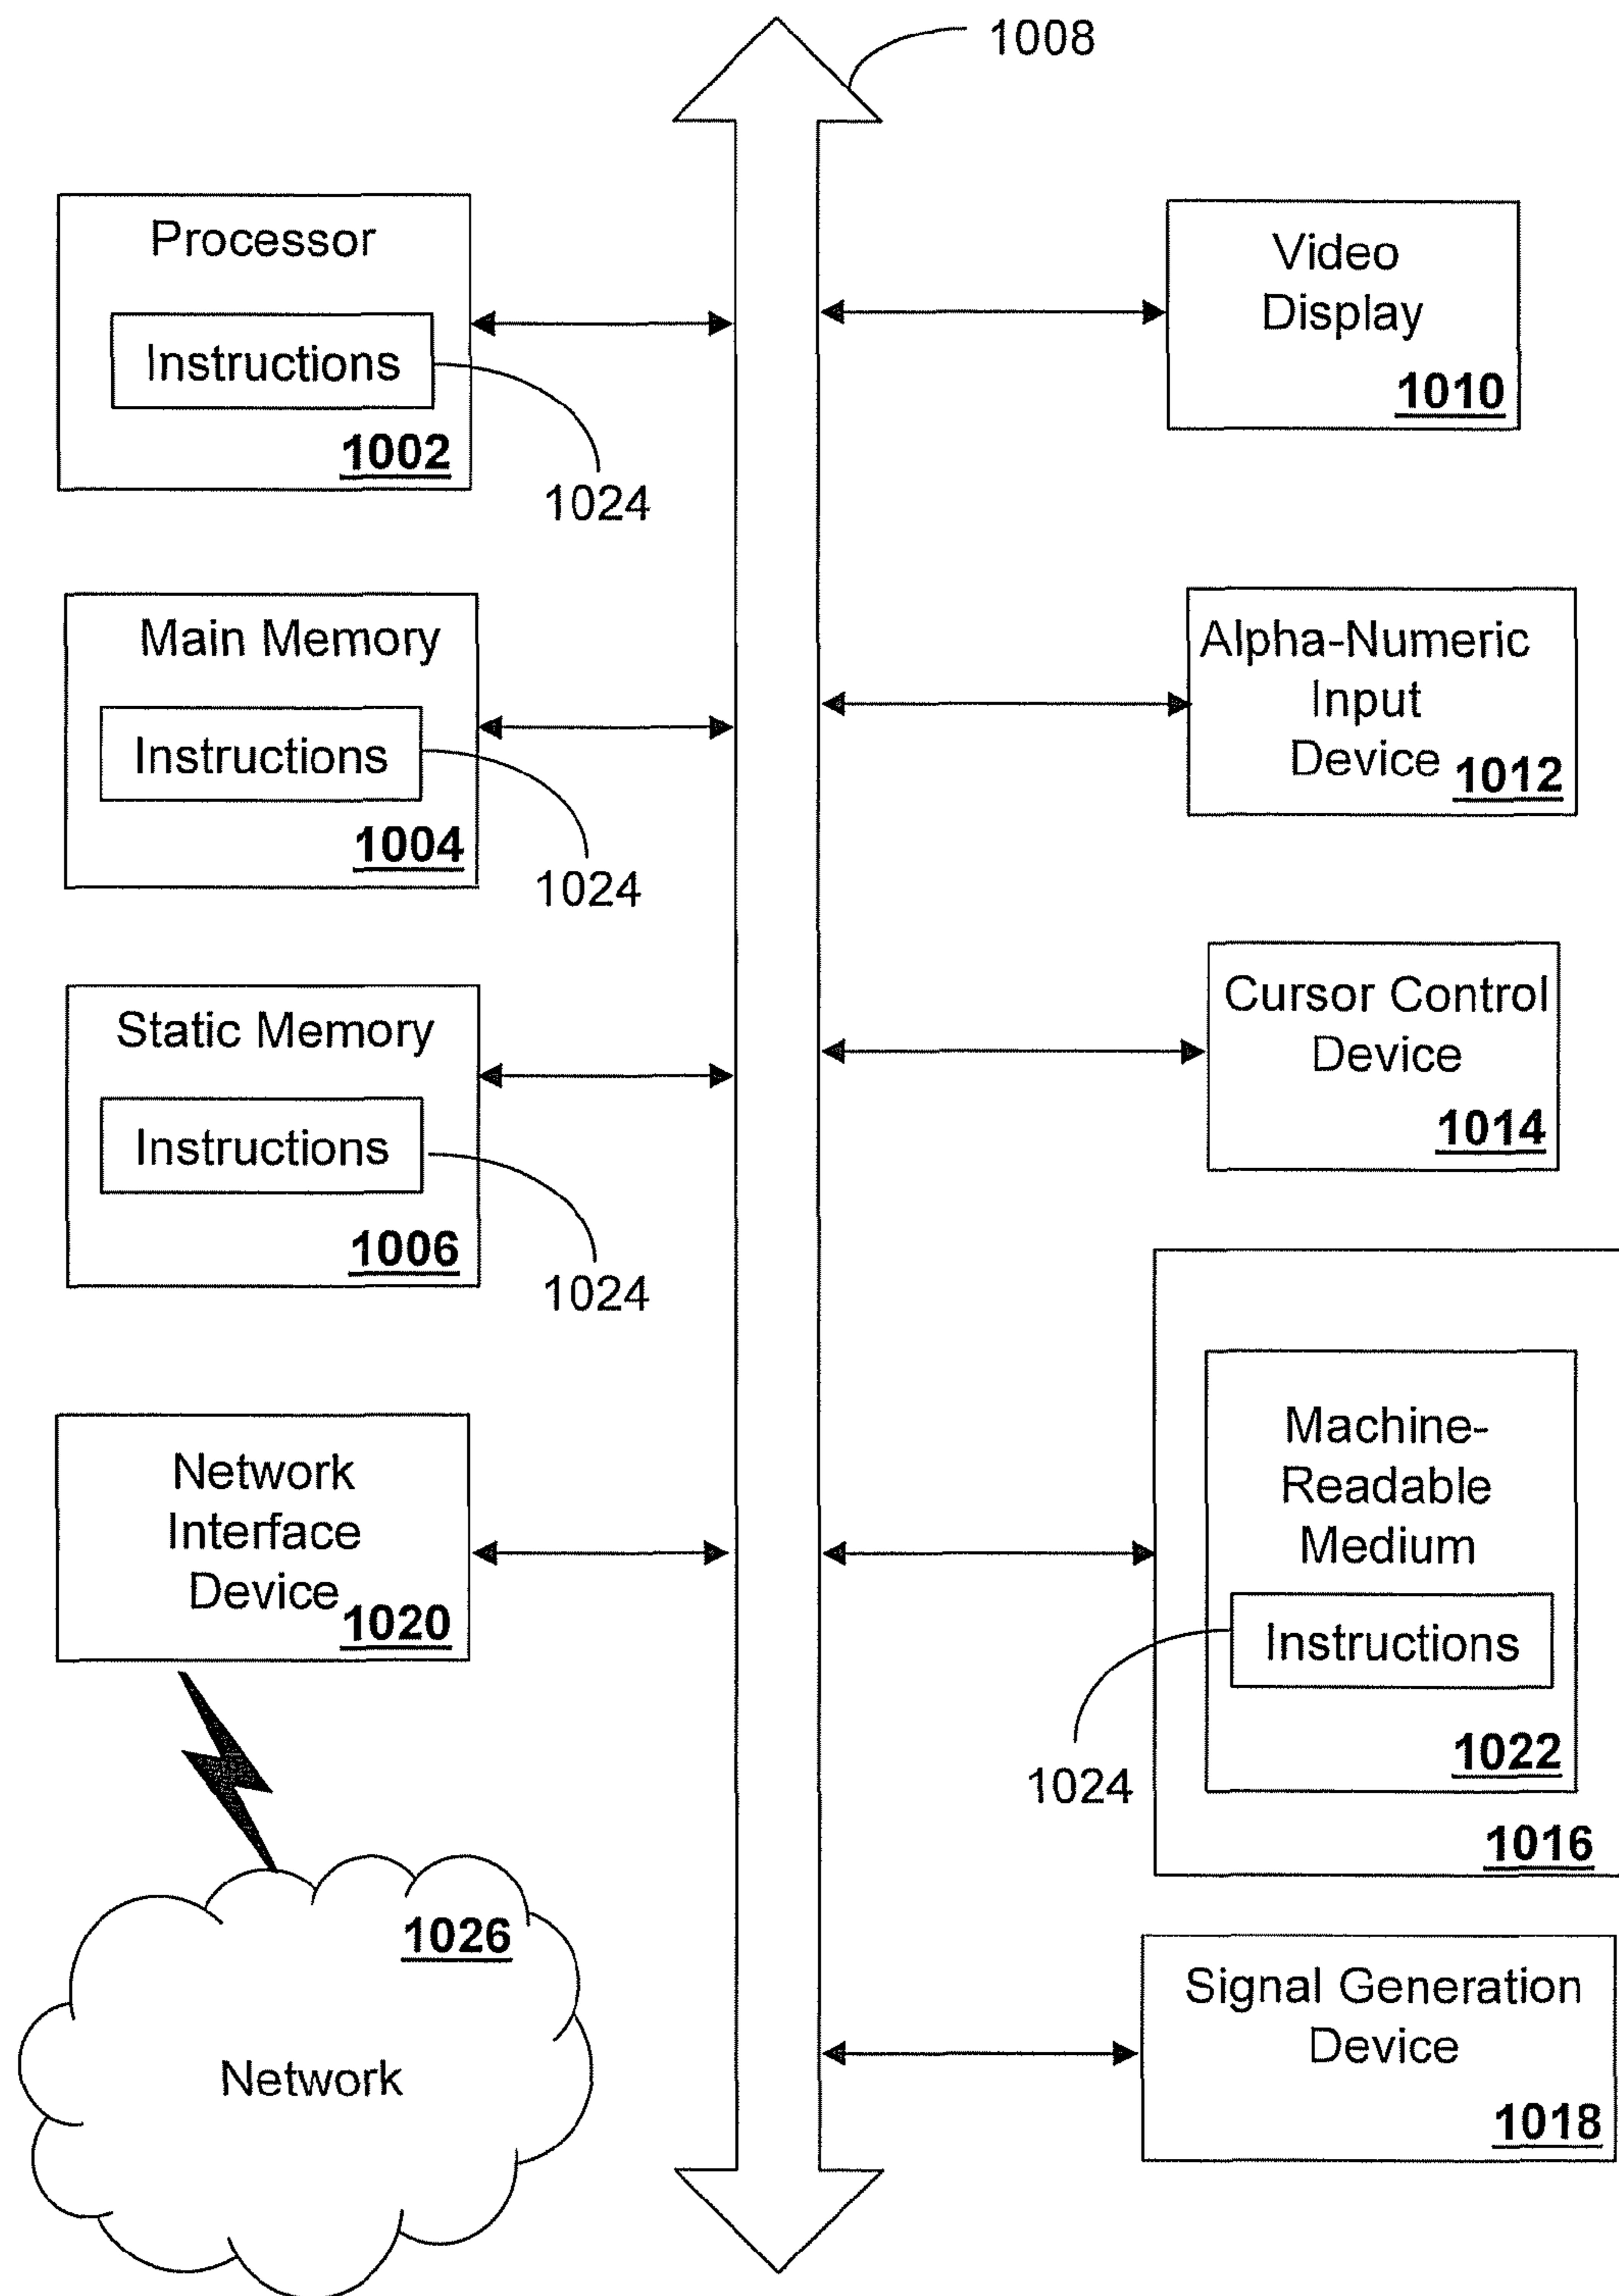 1008
Processor
Instructions
1002
1024
Main Memory
Instructions
1004
1024
Static Memory
Instructions
1006
1024
Network
Interface
Device
1020
1026
Network
Video
Display
1010
Alpha-Numeric
Input
Device
1012
Cursor Control
Device
1014
Machine-
Readable
Medium
Instructions
1022
1024
1016
Signal Generation
Device
1018